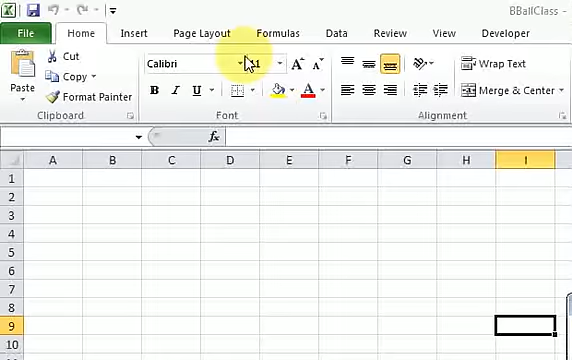 BBallClass -
File Home Insert Page Layout Formulas Data Review View Developer
Cut
Copy
Format Painter
Paste
Clipboard
Calibri 11 A A
B I U A
Font
Wrap Text
Merge & Center
Alignment
fx
A B C D E F G H I
1
2
3
4
5
6
7
8
9
10